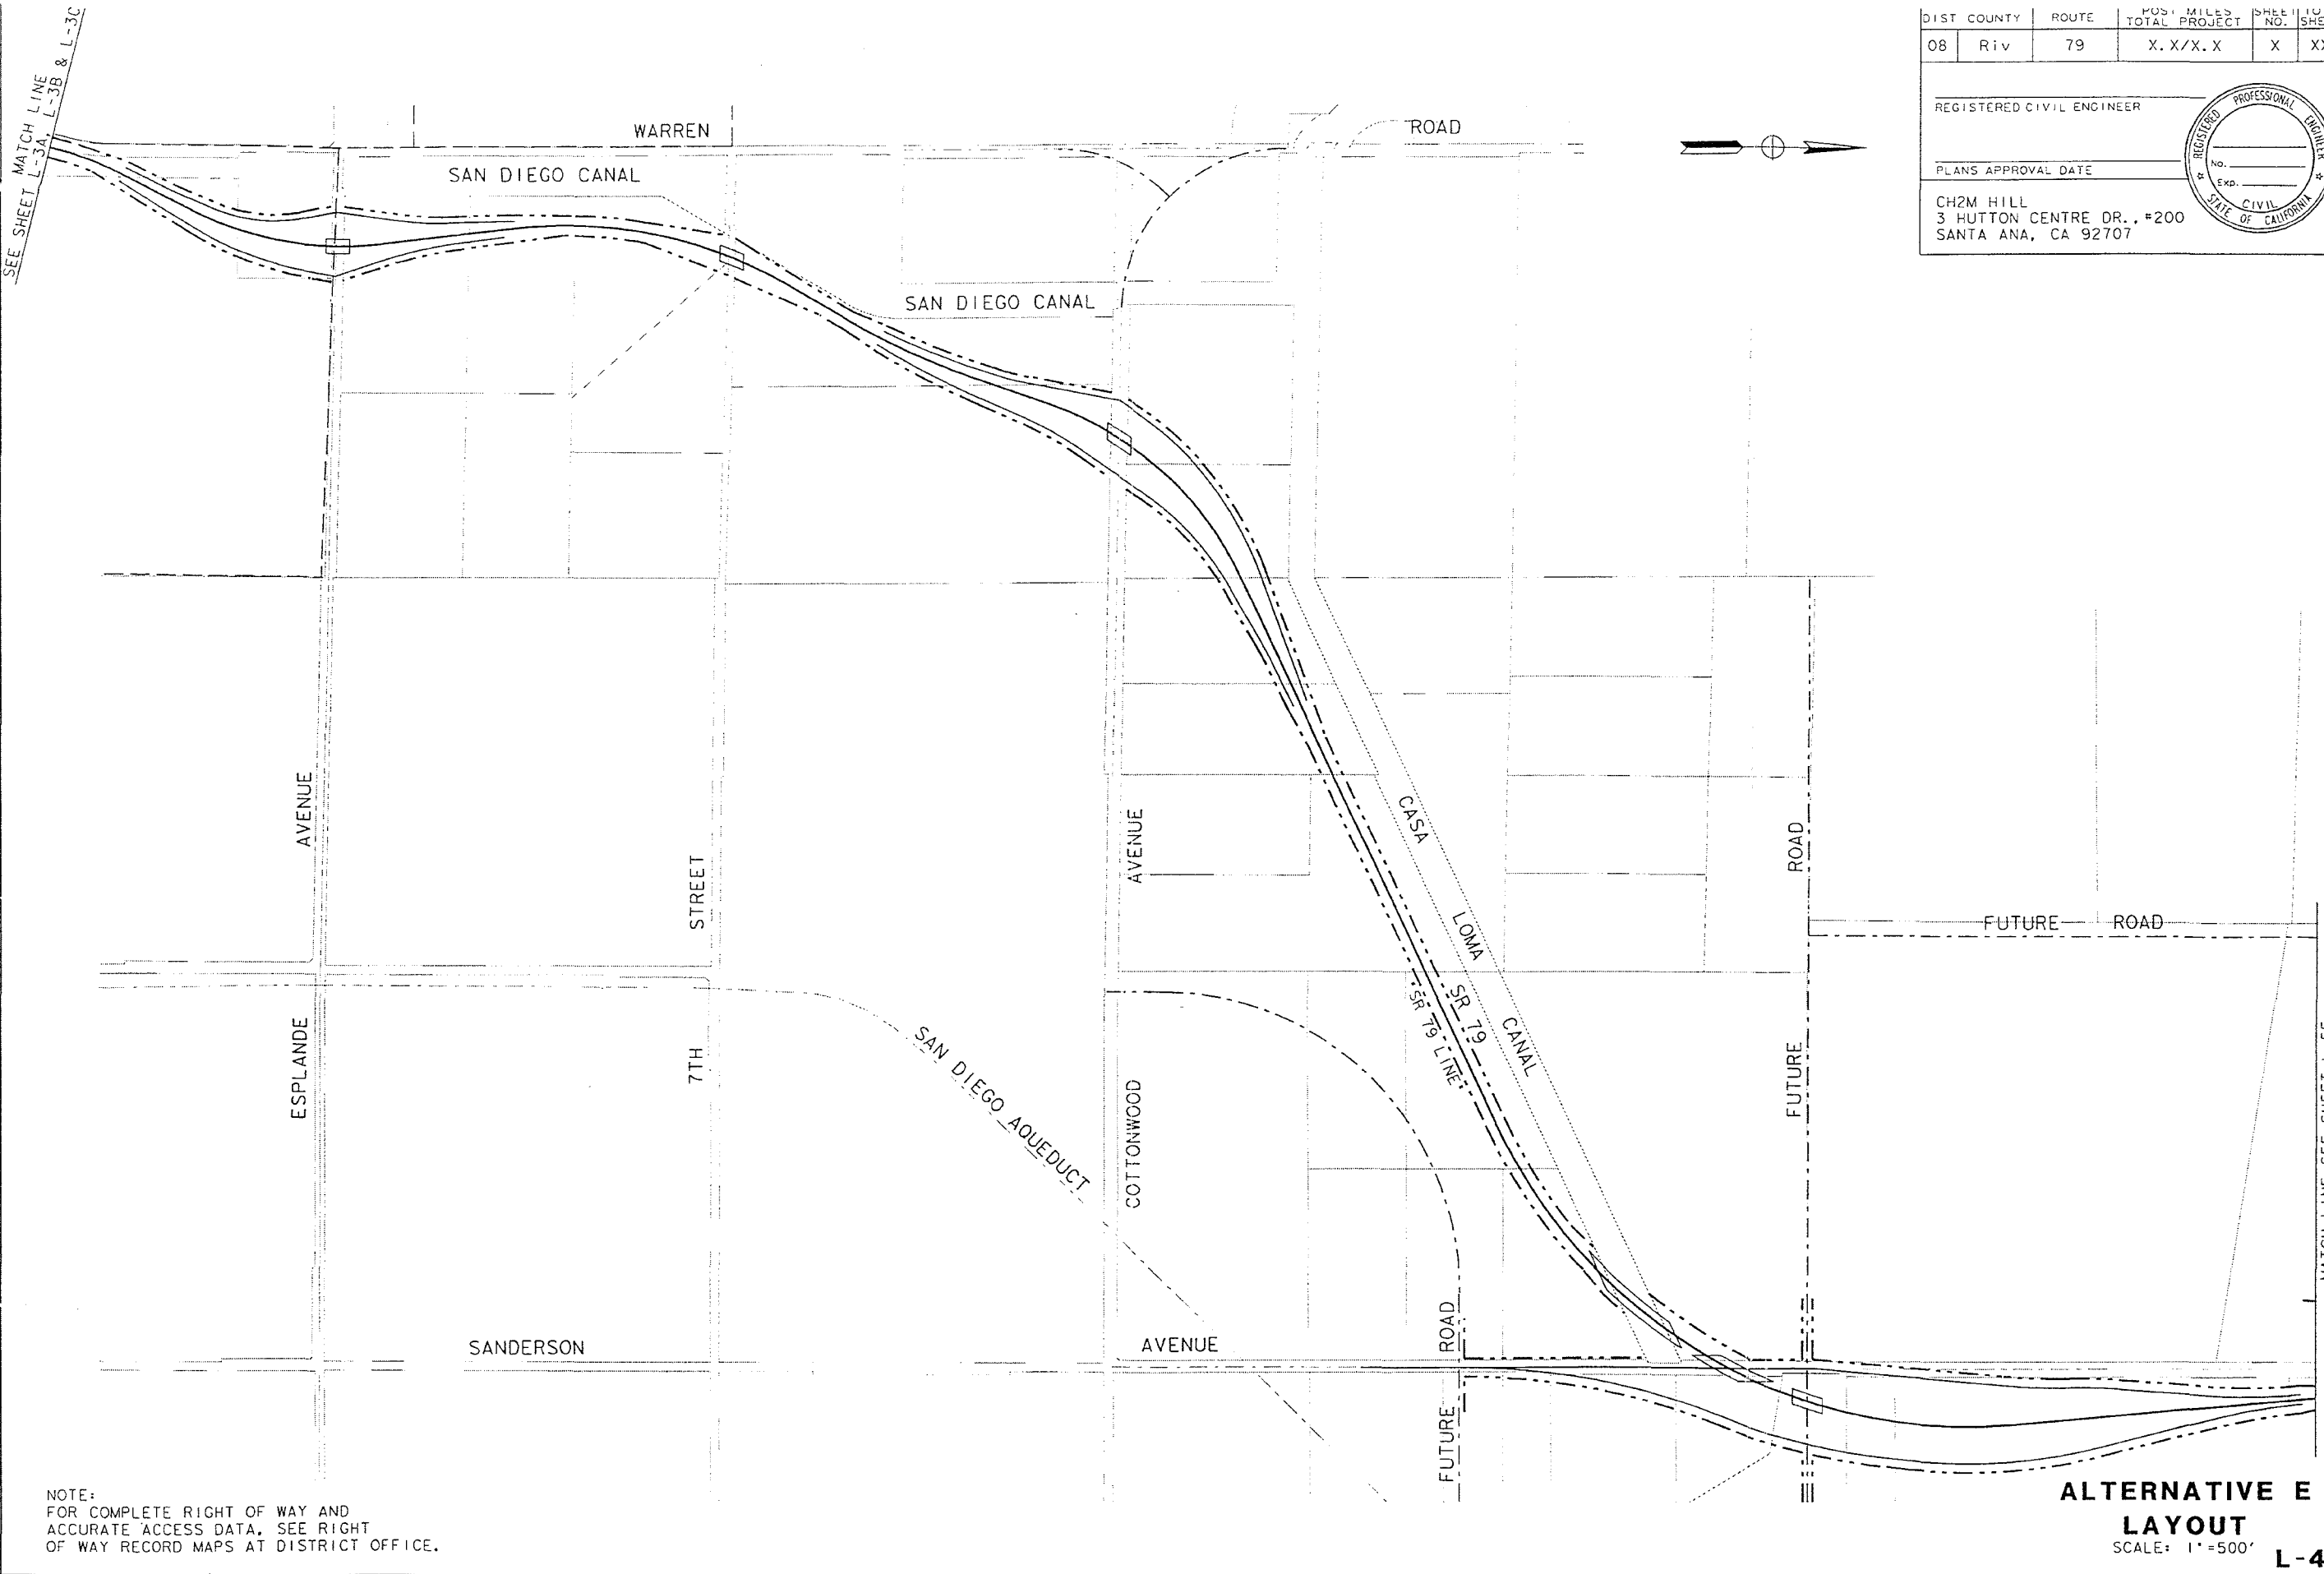 SEE SHEET L-3A, L-3B & L-3C
MATCH LINE
DIST COUNTY ROUTE POST MILES TOTAL PROJECT SHEET NO.
08 Riv 79 X.X/X.X X
REGISTERED CIVIL ENGINEER
PLANS APPROVAL DATE
CH2M HILL
3 HUTTON CENTRE DR., #200
SANTA ANA, CA 92707
REGISTERED PROFESSIONAL ENGINEER
No.
Exp.
CIVIL
STATE OF CALIFORNIA
WARREN ROAD
SAN DIEGO CANAL
SAN DIEGO CANAL
ESPLANDE AVENUE
7TH STREET
COTTONWOOD AVENUE
CASA LOMA CANAL
SR 79
SR 79 LINE
FUTURE ROAD
FUTURE ROAD
SAN DIEGO AQUEDUCT
SANDERSON AVENUE
FUTURE ROAD
NOTE:
FOR COMPLETE RIGHT OF WAY AND
ACCURATE ACCESS DATA, SEE RIGHT
OF WAY RECORD MAPS AT DISTRICT OFFICE.
ALTERNATIVE E
LAYOUT
SCALE: 1"=500'
L-4